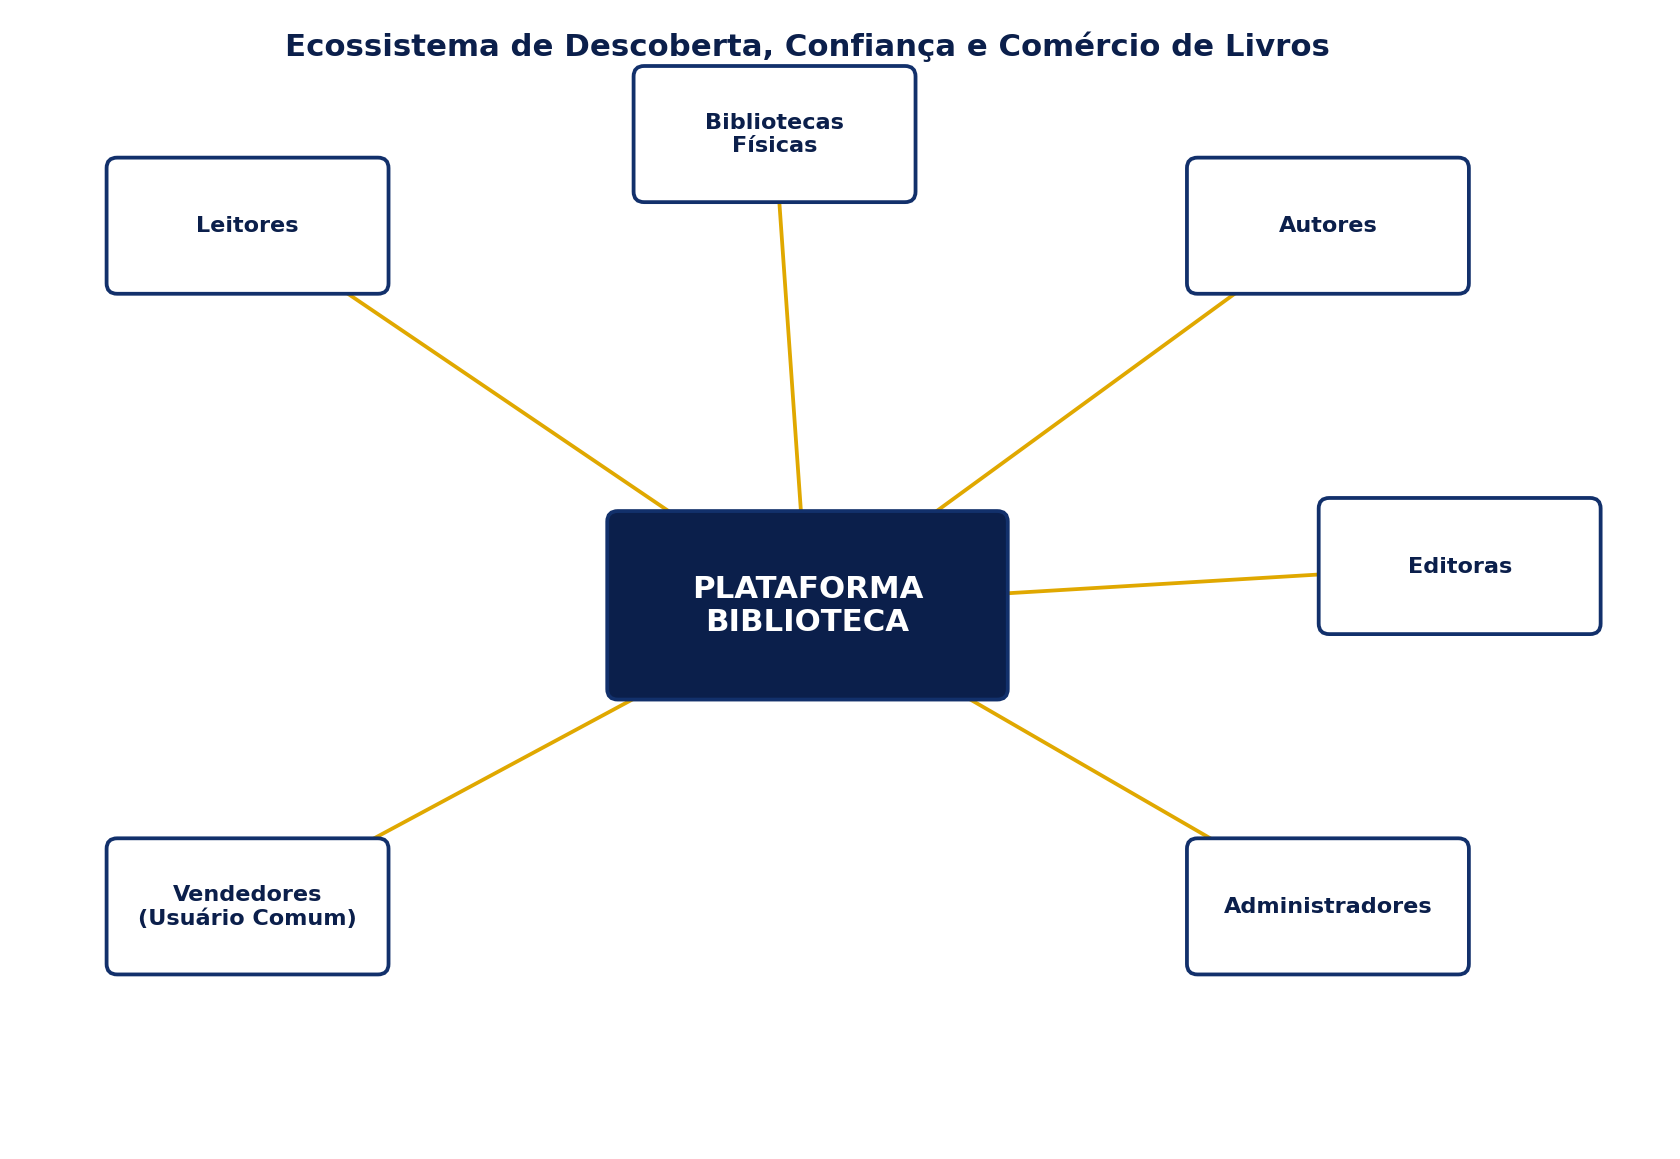 Ecossistema de Descoberta, Confiança e Comércio de Livros
Bibliotecas
Físicas
Leitores
Autores
Editoras
PLATAFORMA
BIBLIOTECA
Vendedores
(Usuário Comum)
Administradores